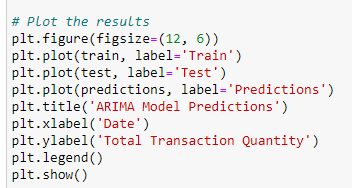 # Plot the results
plt.figure(figsize=(12, 6))
plt.plot(train, label='Train')
plt.plot(test, label='Test')
plt.plot(predictions, label='Predictions')
plt.title('ARIMA Model Predictions')
plt.xlabel('Date')
plt.ylabel('Total Transaction Quantity')
plt.legend()
plt.show()